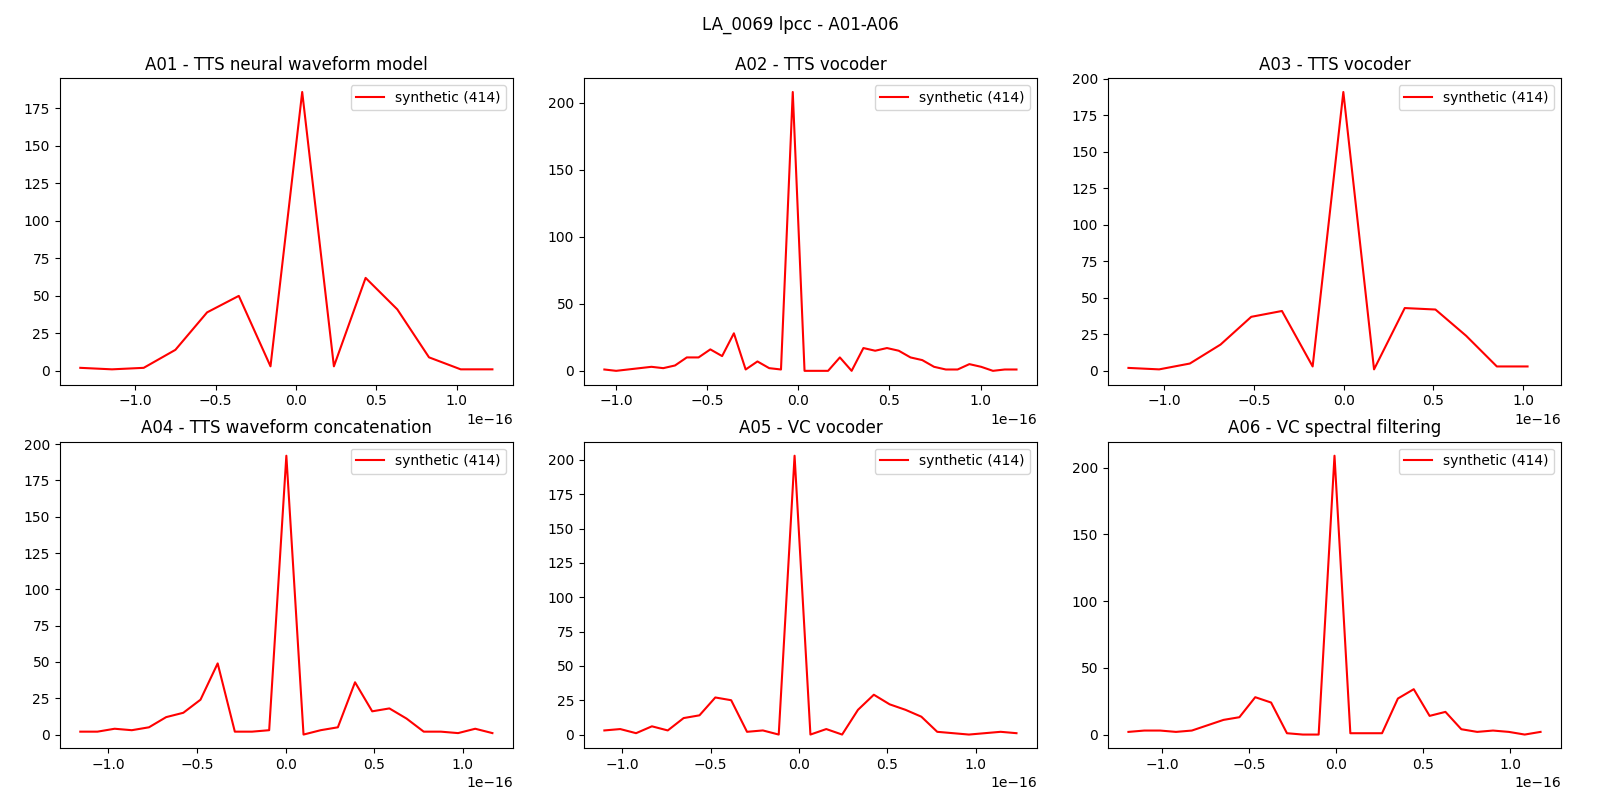 LA_0069 lpcc - A01-A06
A01 - TTS neural waveform model
synthetic (414)
175
150
125
100
75
50
25
0
−1.0 −0.5 0.0 0.5 1.0
1e−16
A02 - TTS vocoder
synthetic (414)
200
150
100
50
0
−1.0 −0.5 0.0 0.5 1.0
1e−16
A03 - TTS vocoder
synthetic (414)
200
175
150
125
100
75
50
25
0
−1.0 −0.5 0.0 0.5 1.0
1e−16
A04 - TTS waveform concatenation
synthetic (414)
200
175
150
125
100
75
50
25
0
−1.0 −0.5 0.0 0.5 1.0
1e−16
A05 - VC vocoder
synthetic (414)
200
175
150
125
100
75
50
25
0
−1.0 −0.5 0.0 0.5 1.0
1e−16
A06 - VC spectral filtering
synthetic (414)
200
150
100
50
0
−1.0 −0.5 0.0 0.5 1.0
1e−16